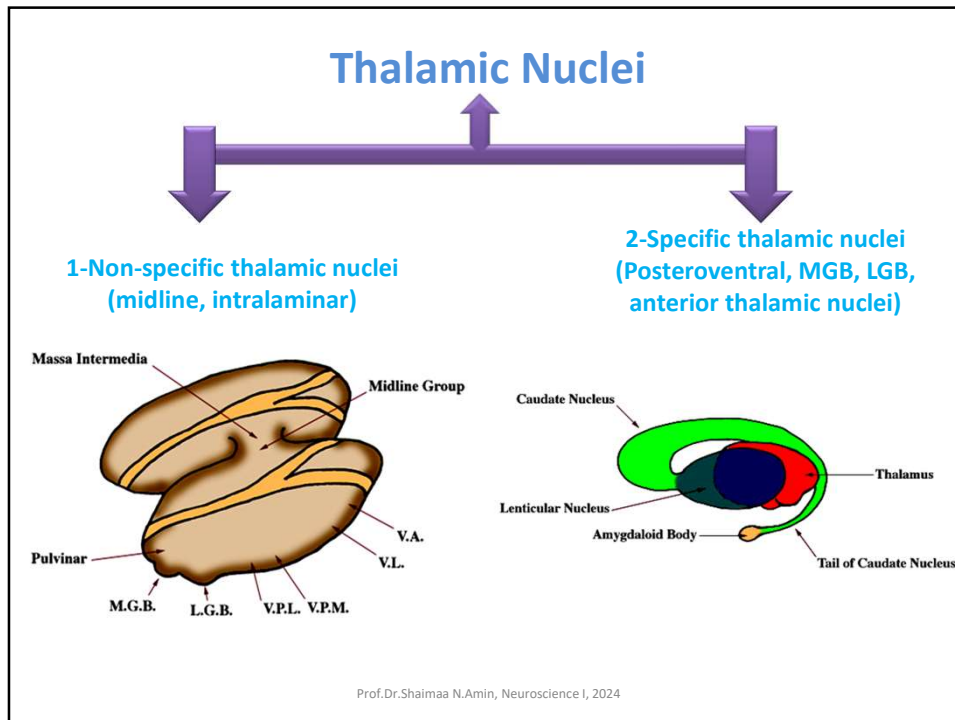 Thalamic Nuclei
1-Non-specific thalamic nuclei
(midline, intralaminar)
2-Specific thalamic nuclei
(Posteroventral, MGB, LGB,
anterior thalamic nuclei)
Massa Intermedia
Midline Group
V.A.
V.L.
Pulvinar
M.G.B.
L.G.B.
V.P.L.
V.P.M.
Caudate Nucleus
Thalamus
Lenticular Nucleus
Amygdaloid Body
Tail of Caudate Nucleus
Prof.Dr.Shaimaa N.Amin, Neuroscience I, 2024